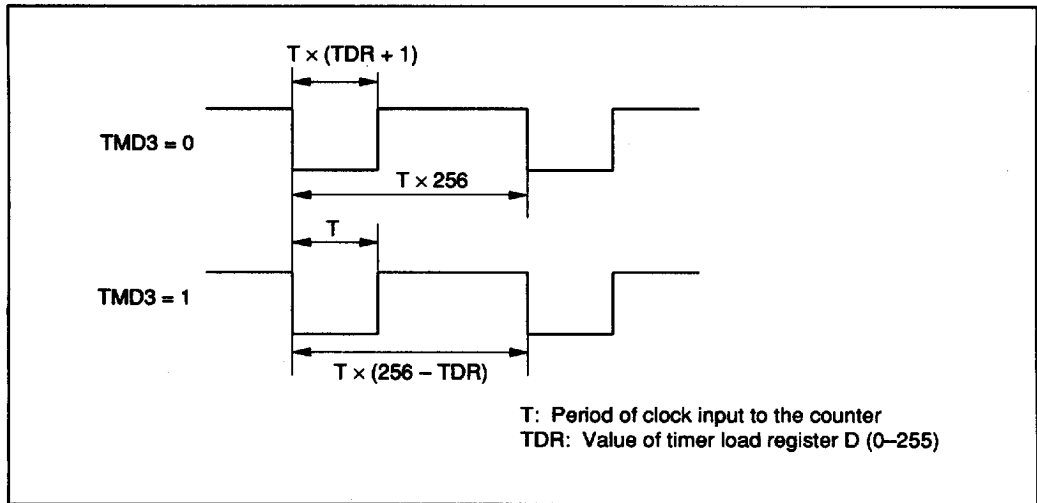 T × (TDR + 1)
TMD3 = 0
T × 256
T
TMD3 = 1
T × (256 – TDR)
T: Period of clock input to the counter
TDR: Value of timer load register D (0–255)